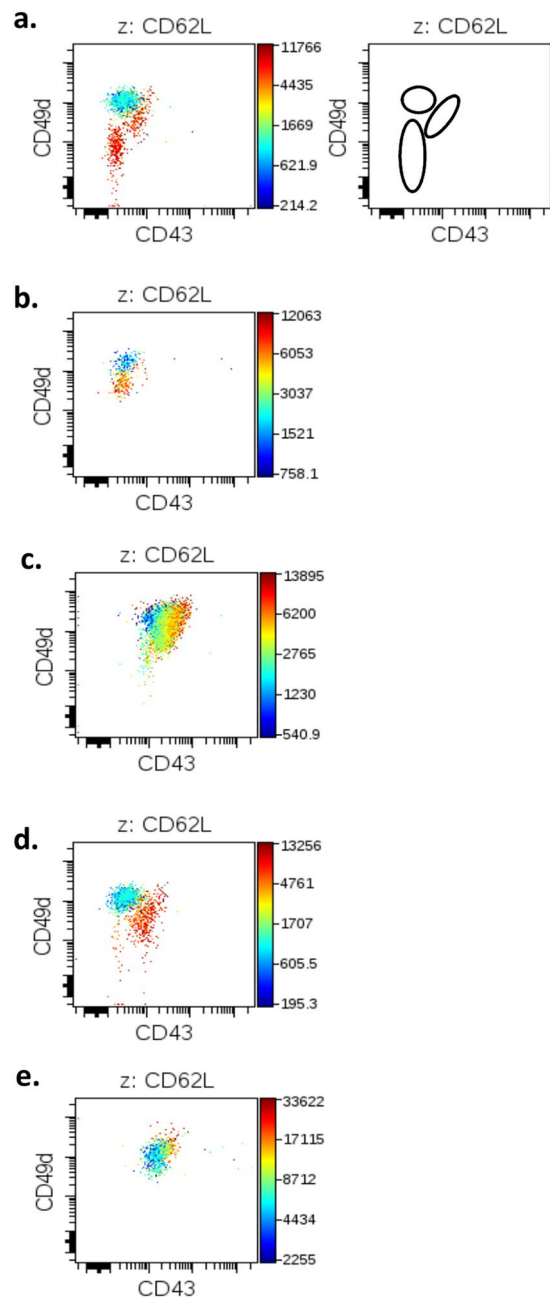 a.
z: CD62L
CD49d
CD43
11766
4435
1669
621.9
214.2
z: CD62L
CD49d
CD43
b.
z: CD62L
CD49d
CD43
12063
6053
3037
1521
758.1
c.
z: CD62L
CD49d
CD43
13895
6200
2765
1230
540.9
d.
z: CD62L
CD49d
CD43
13256
4761
1707
605.5
195.3
e.
z: CD62L
CD49d
CD43
33622
17115
8712
4434
2255